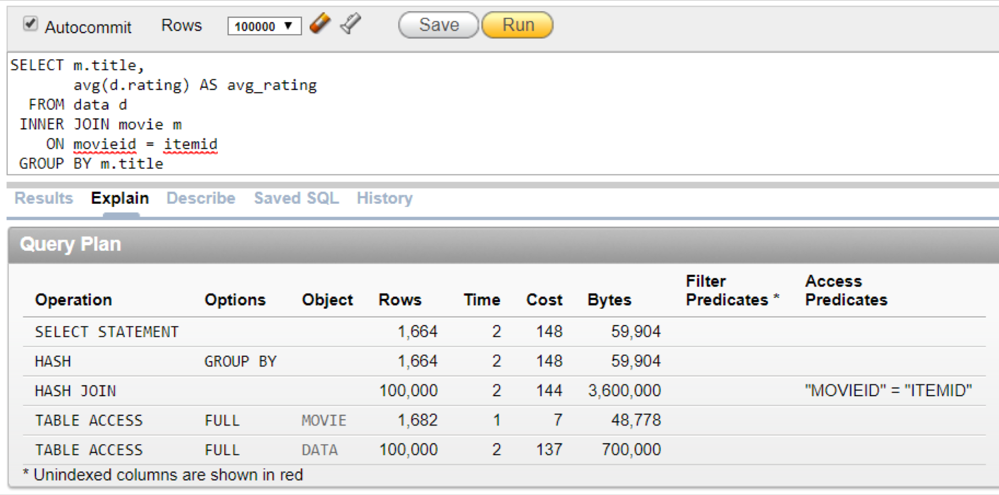 Autocommit Rows 100000 ▼ Save Run
SELECT m.title,
       avg(d.rating) AS avg_rating
  FROM data d
 INNER JOIN movie m
    ON movieid = itemid
 GROUP BY m.title
Results Explain Describe Saved SQL History
Query Plan
Operation Options Object Rows Time Cost Bytes Filter Predicates * Access Predicates
SELECT STATEMENT 1,664 2 148 59,904
HASH GROUP BY 1,664 2 148 59,904
HASH JOIN 100,000 2 144 3,600,000 "MOVIEID" = "ITEMID"
TABLE ACCESS FULL MOVIE 1,682 1 7 48,778
TABLE ACCESS FULL DATA 100,000 2 137 700,000
* Unindexed columns are shown in red